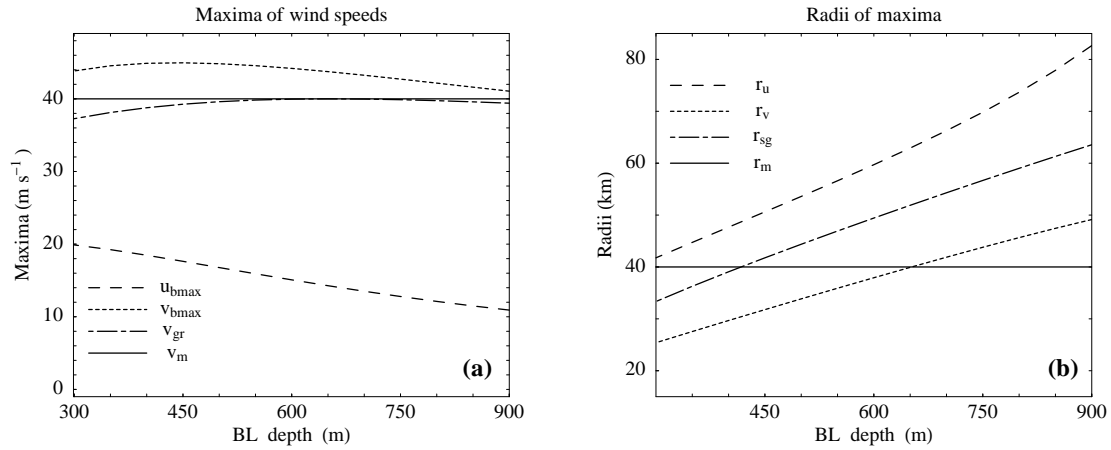 Maxima of wind speeds
Maxima (m s⁻¹)
40
30
20
10
0
u_bmax
v_bmax
v_gr
v_m
(a)
300 450 600 750 900
BL depth (m)
Radii of maxima
Radii (km)
80
60
40
20
r_u
r_v
r_sg
r_m
(b)
450 600 750 900
BL depth (m)